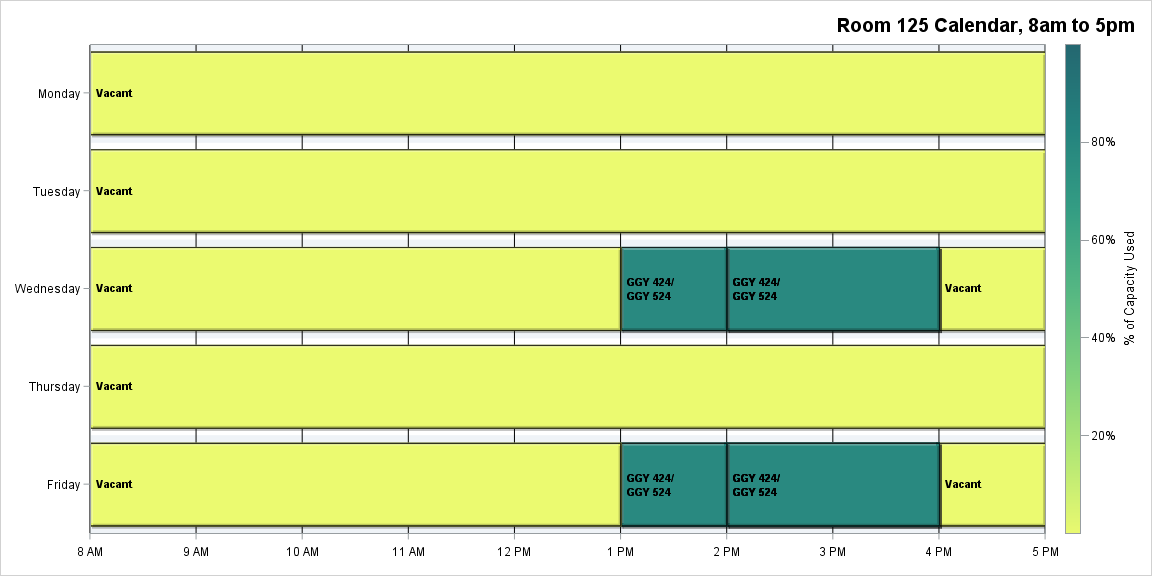 Room 125 Calendar, 8am to 5pm
Monday
Vacant
Tuesday
Vacant
Wednesday
Vacant
GGY 424/
GGY 524
GGY 424/
GGY 524
Vacant
Thursday
Vacant
Friday
Vacant
GGY 424/
GGY 524
GGY 424/
GGY 524
Vacant
8 AM
9 AM
10 AM
11 AM
12 PM
1 PM
2 PM
3 PM
4 PM
5 PM
80%
60%
40%
20%
% of Capacity Used